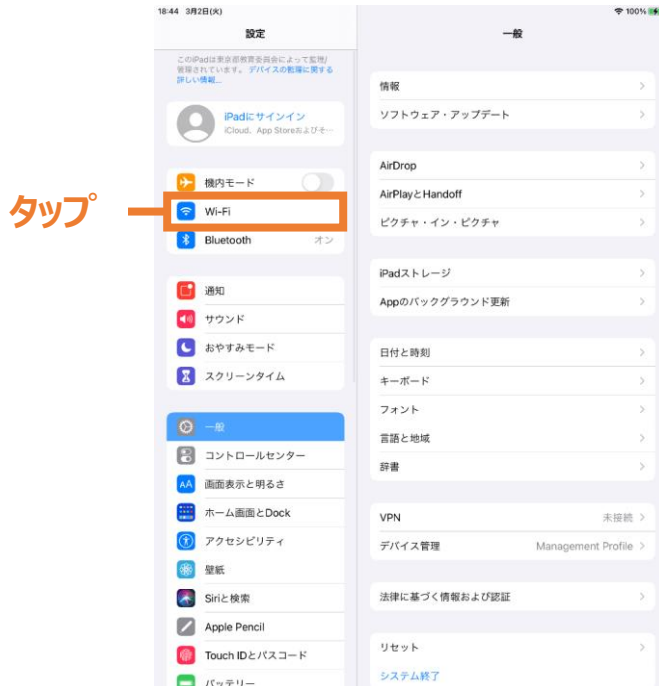 18:44 3月2日(火)
100%
設定
このiPadは東京都教育委員会によって監理/
管理されています。デバイスの監理に関する
詳しい情報...
iPadにサインイン
iCloud、App Storeおよびそ…
機内モード
タップ
Wi-Fi
Bluetooth オン
通知
サウンド
おやすみモード
スクリーンタイム
一般
コントロールセンター
画面表示と明るさ
ホーム画面とDock
アクセシビリティ
壁紙
Siriと検索
Apple Pencil
Touch IDとパスコード
バッテリー
一般
情報
ソフトウェア・アップデート
AirDrop
AirPlayとHandoff
ピクチャ・イン・ピクチャ
iPadストレージ
Appのバックグラウンド更新
日付と時刻
キーボード
フォント
言語と地域
辞書
VPN 未接続
デバイス管理 Management Profile
法律に基づく情報および認証
リセット
システム終了